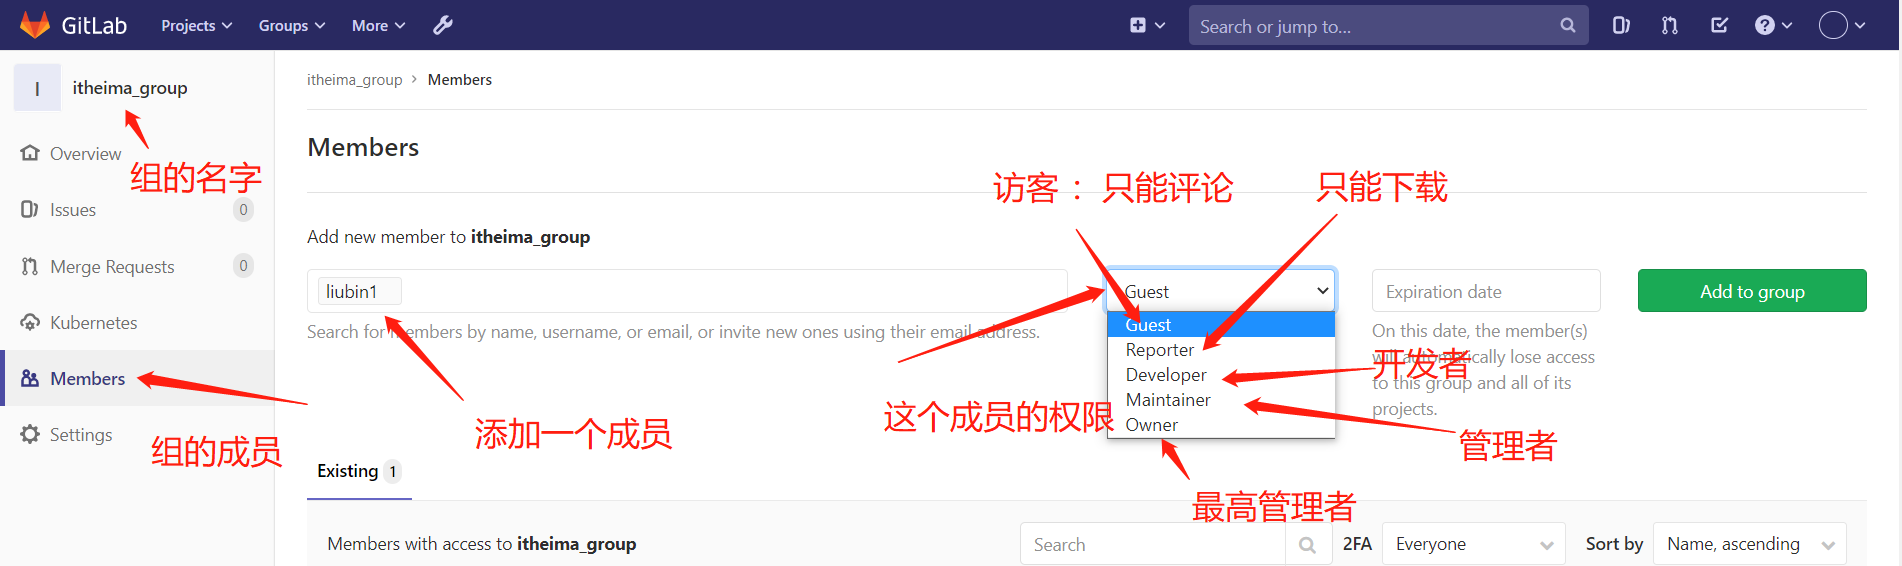 GitLab Projects Groups More Search or jump to...
I itheima_group
组的名字
Overview
Issues 0
Merge Requests 0
Kubernetes
Members
组的成员
Settings
itheima_group > Members
Members
访客 ： 只能评论
只能下载
Add new member to itheima_group
liubin1
添加一个成员
Search for members by name, username, or email, or invite new ones using their email address.
Guest
Guest
Reporter
Developer
Maintainer
Owner
这个成员的权限
开发者
管理者
最高管理者
Expiration date
On this date, the member(s)
will automatically lose access
to this group and all of its
projects.
Add to group
Existing 1
Members with access to itheima_group
Search
2FA Everyone
Sort by Name, ascending